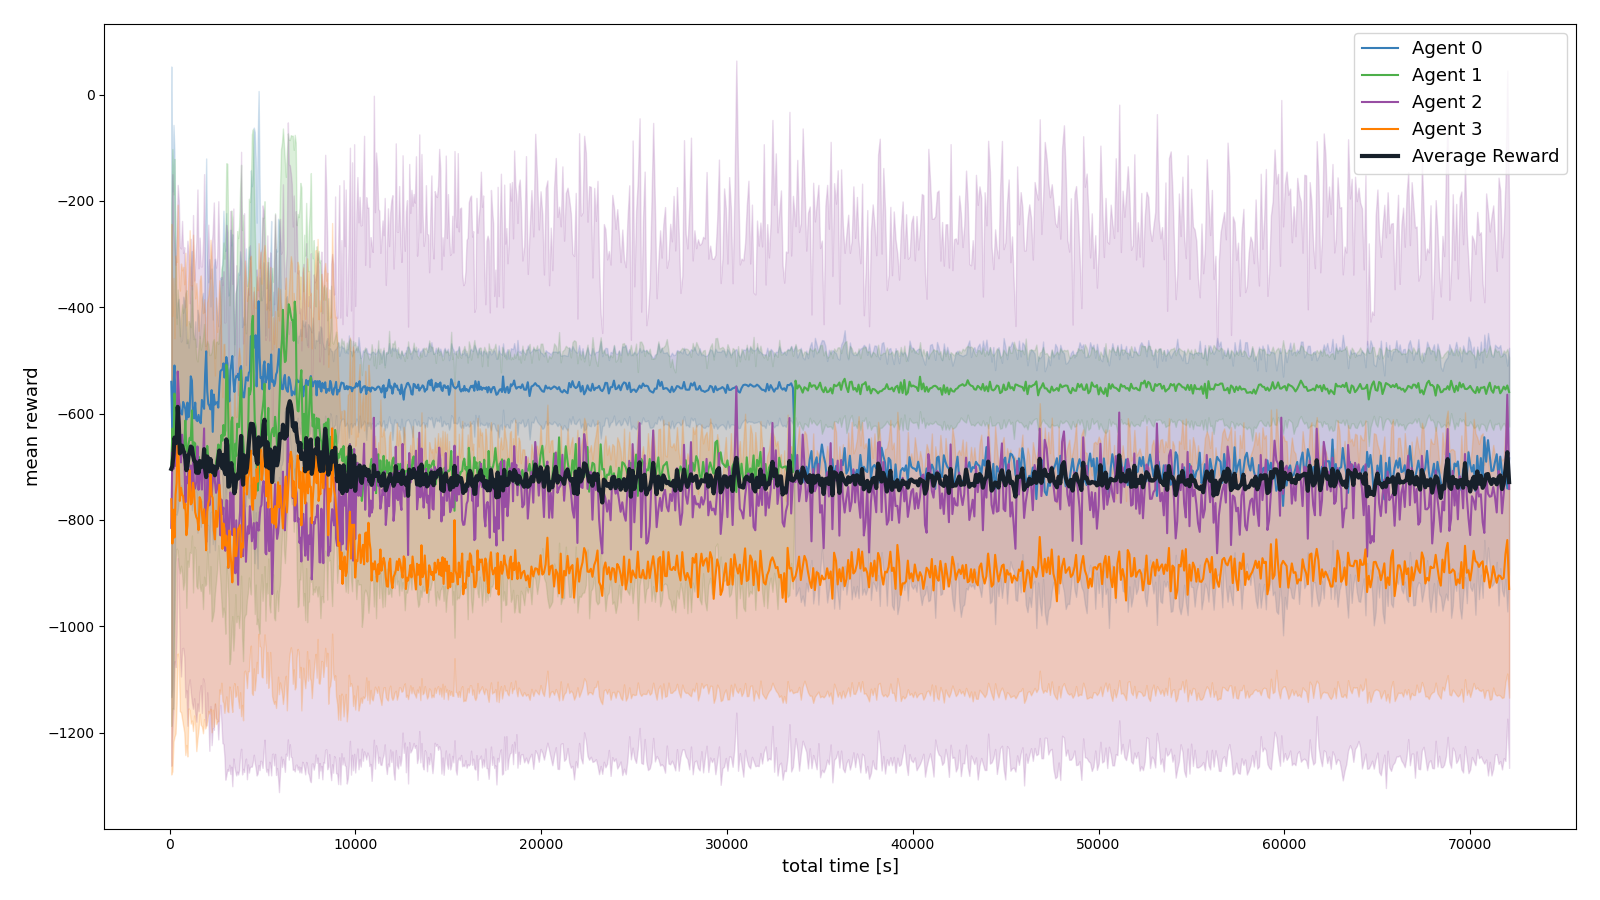 Agent 0
Agent 1
Agent 2
Agent 3
Average Reward
mean reward
0
−200
−400
−600
−800
−1000
−1200
0 10000 20000 30000 40000 50000 60000 70000
total time [s]